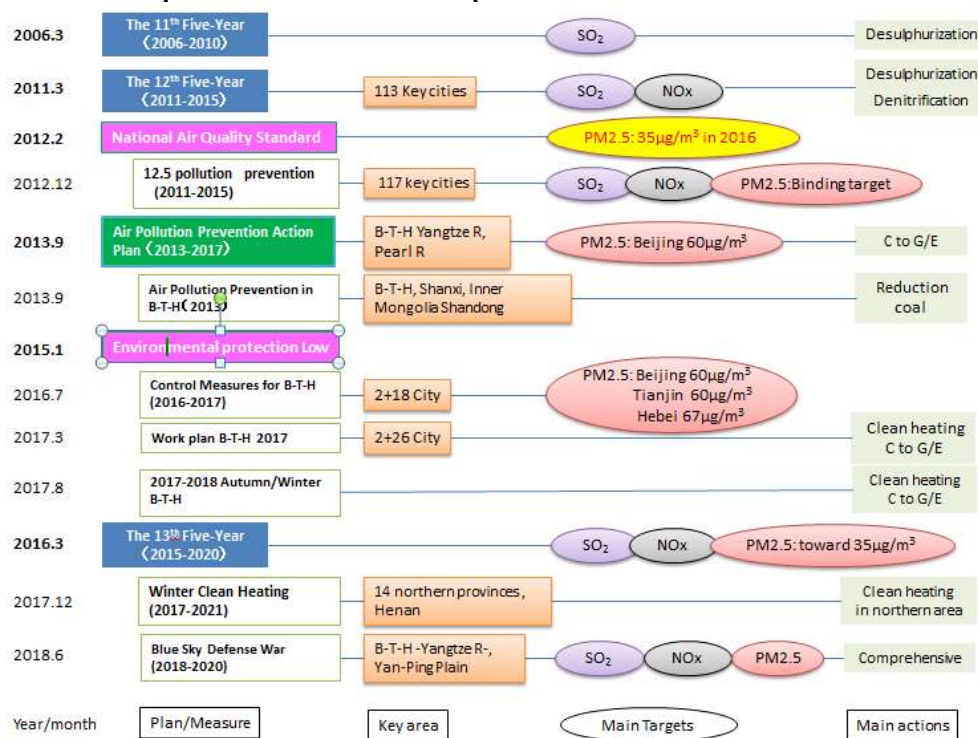 2006.3 The 11th Five-Year (2006-2010) SO2 Desulphurization
2011.3 The 12th Five-Year (2011-2015) 113 Key cities SO2 NOx Desulphurization Denitrification
2012.2 National Air Quality Standard PM2.5: 35μg/m3 in 2016
2012.12 12.5 pollution prevention (2011-2015) 117 key cities SO2 NOx PM2.5:Binding target
2013.9 Air Pollution Prevention Action Plan (2013-2017) B-T-H Yangtze R, Pearl R PM2.5: Beijing 60μg/m3 C to G/E
2013.9 Air Pollution Prevention in B-T-H(2013) B-T-H, Shanxi, Inner Mongolia Shandong Reduction coal
2015.1 Environmental protection Low
2016.7 Control Measures for B-T-H (2016-2017) 2+18 City PM2.5: Beijing 60μg/m3 Tianjin 60μg/m3 Hebei 67μg/m3
2017.3 Work plan B-T-H 2017 2+26 City Clean heating C to G/E
2017.8 2017-2018 Autumn/Winter B-T-H Clean heating C to G/E
2016.3 The 13th Five-Year (2015-2020) SO2 NOx PM2.5: toward 35μg/m3
2017.12 Winter Clean Heating (2017-2021) 14 northern provinces, Henan Clean heating in northern area
2018.6 Blue Sky Defense War (2018-2020) B-T-H -Yangtze R-, Yan-Ping Plain SO2 NOx PM2.5 Comprehensive
Year/month Plan/Measure Key area Main Targets Main actions